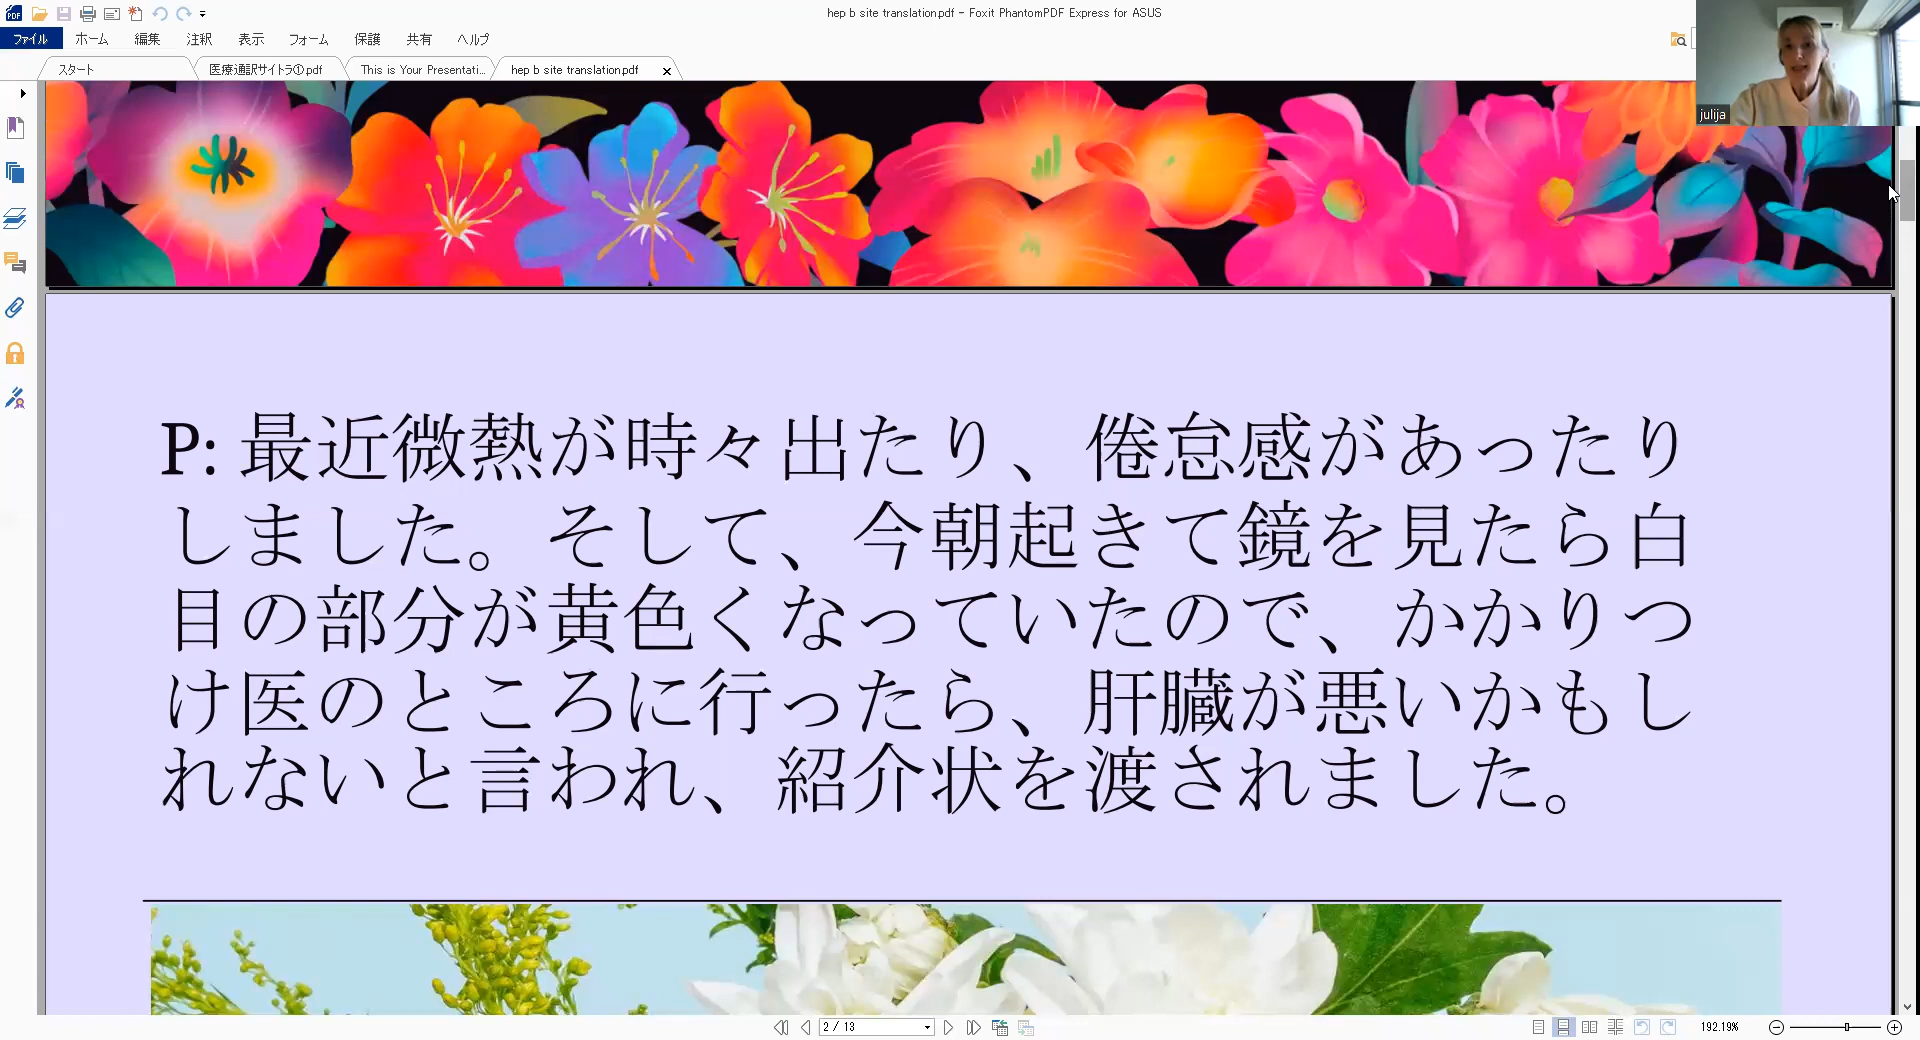 hep b site translation.pdf - Foxit PhantomPDF Express for ASUS
ファイル ホーム 編集 注釈 表示 フォーム 保護 共有 ヘルプ
スタート 医療通訳サイトラ①.pdf This is Your Presentati... hep b site translation.pdf
julija
P: 最近微熱が時々出たり、倦怠感があったり
しました。そして、今朝起きて鏡を見たら白
目の部分が黄色くなっていたので、かかりつ
け医のところに行ったら、肝臓が悪いかもし
れないと言われ、紹介状を渡されました。
2 / 13
192.19%